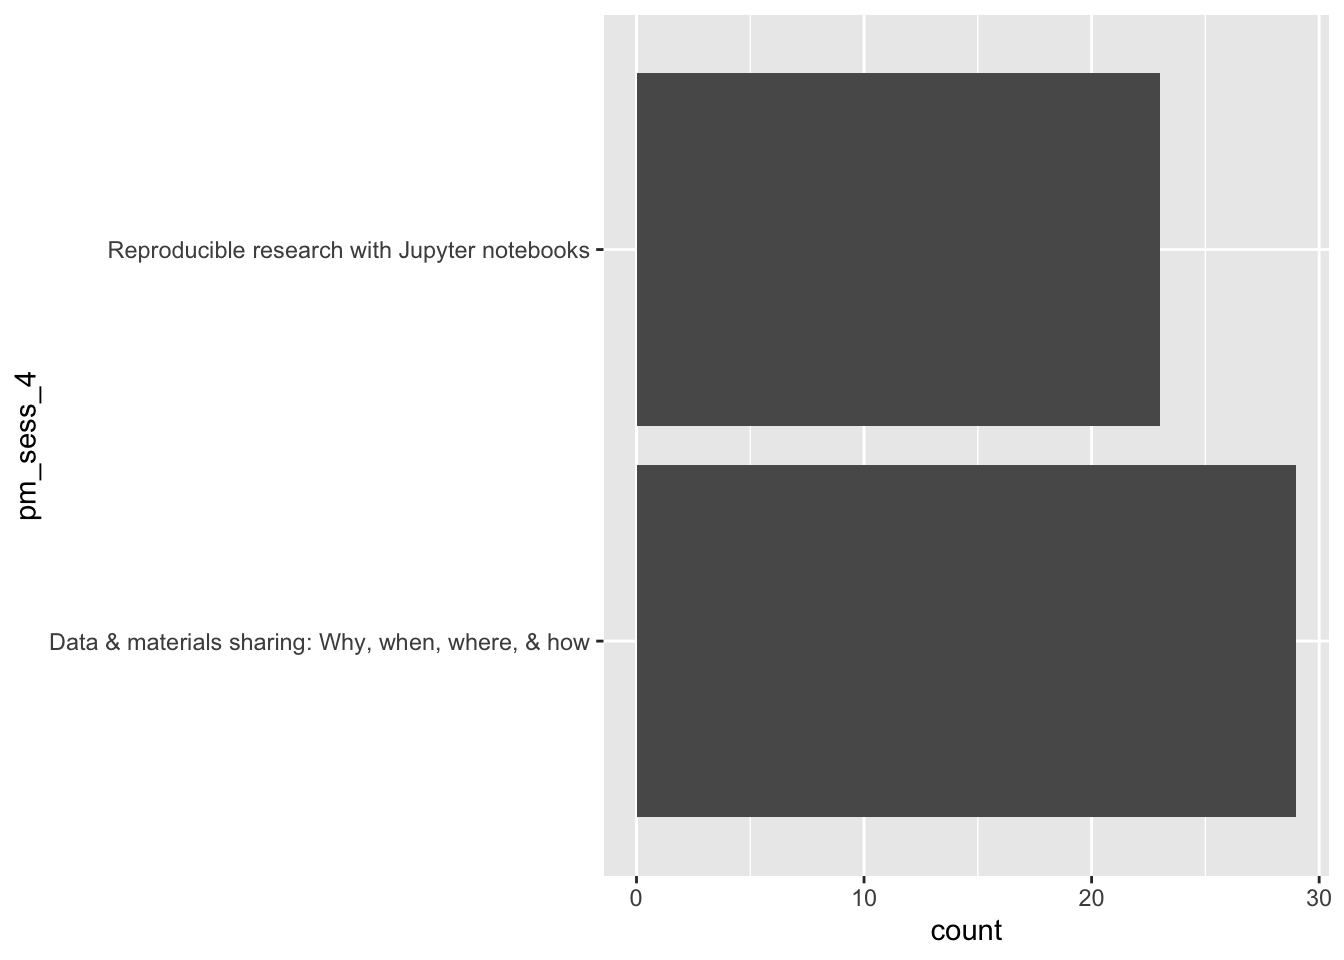 Reproducible research with Jupyter notebooks
pm_sess_4
Data & materials sharing: Why, when, where, & how
0 10 20 30
count